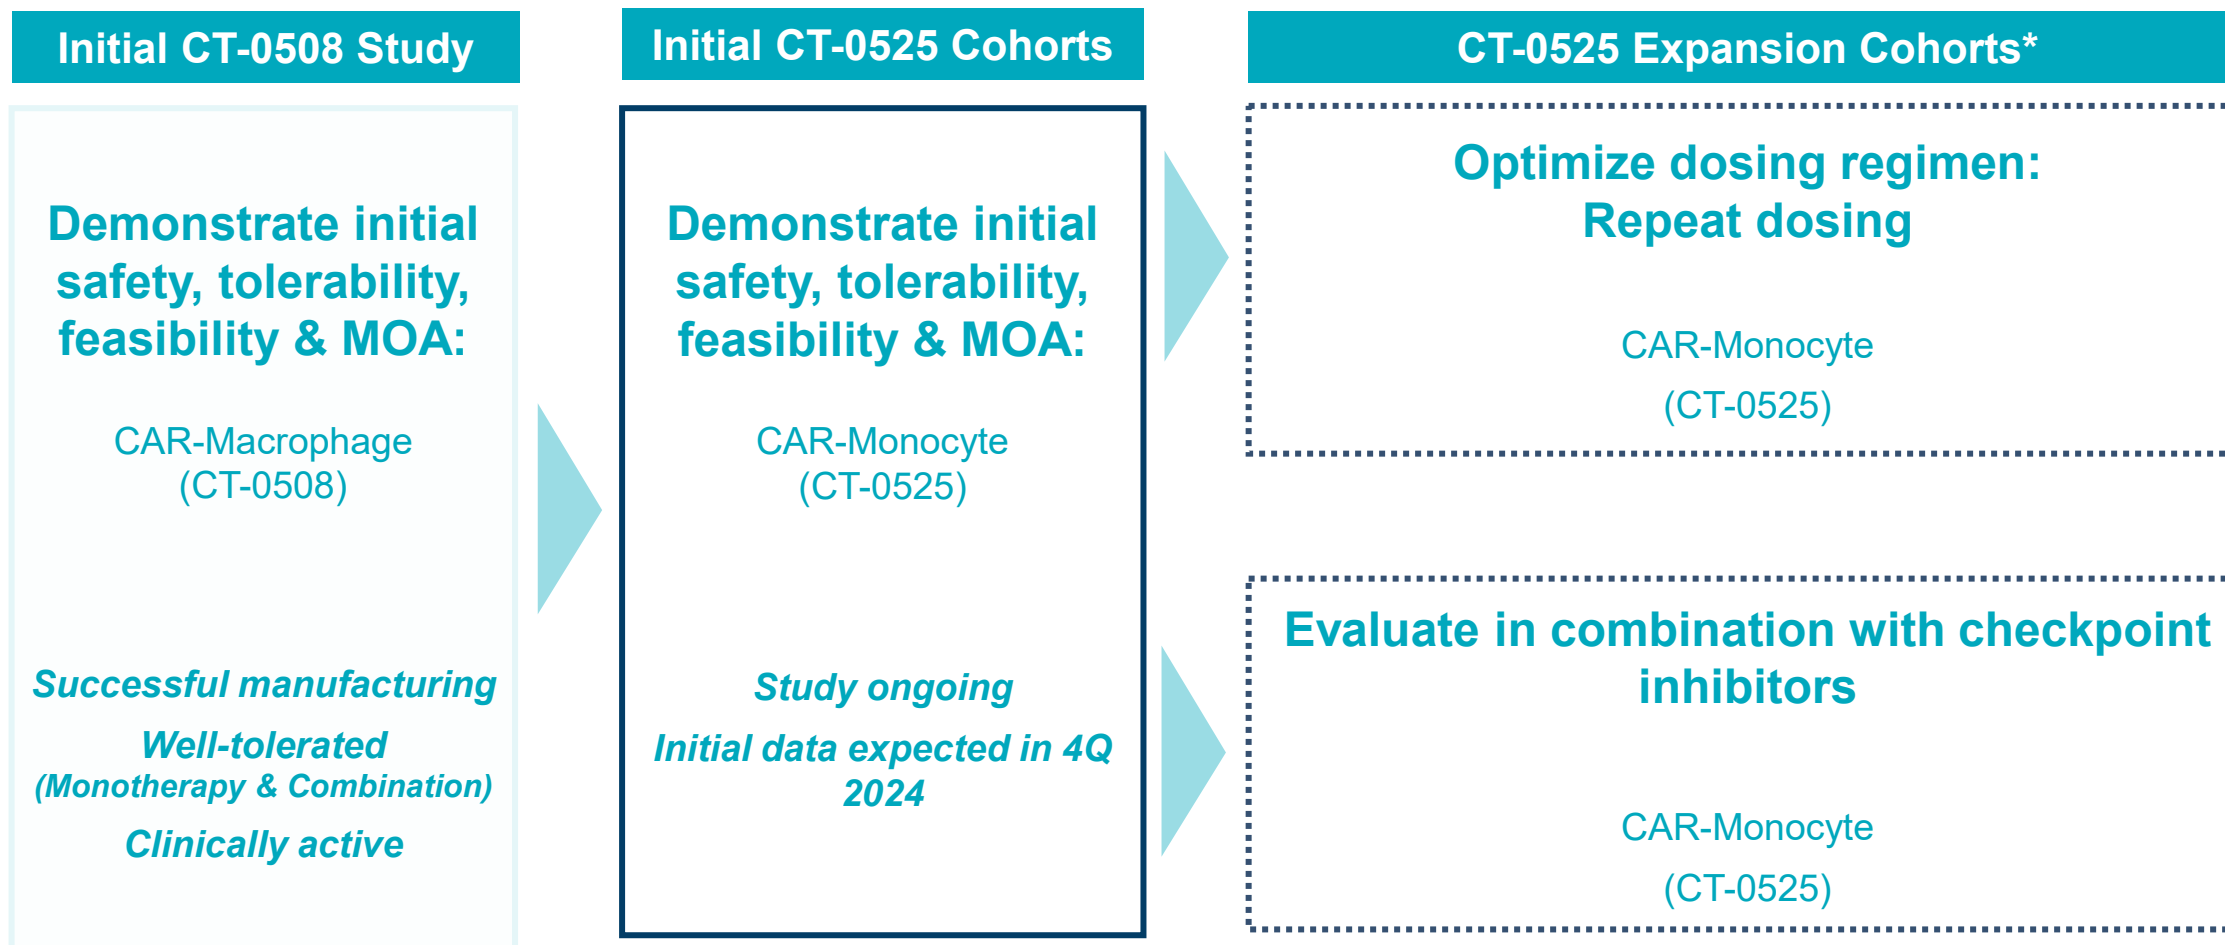 Initial CT-0508 Study
Demonstrate initial
safety, tolerability,
feasibility & MOA:
CAR-Macrophage
(CT-0508)
Successful manufacturing
Well-tolerated
(Monotherapy & Combination)
Clinically active
Initial CT-0525 Cohorts
Demonstrate initial
safety, tolerability,
feasibility & MOA:
CAR-Monocyte
(CT-0525)
Study ongoing
Initial data expected in 4Q
2024
CT-0525 Expansion Cohorts*
Optimize dosing regimen:
Repeat dosing
CAR-Monocyte
(CT-0525)
Evaluate in combination with checkpoint
inhibitors
CAR-Monocyte
(CT-0525)